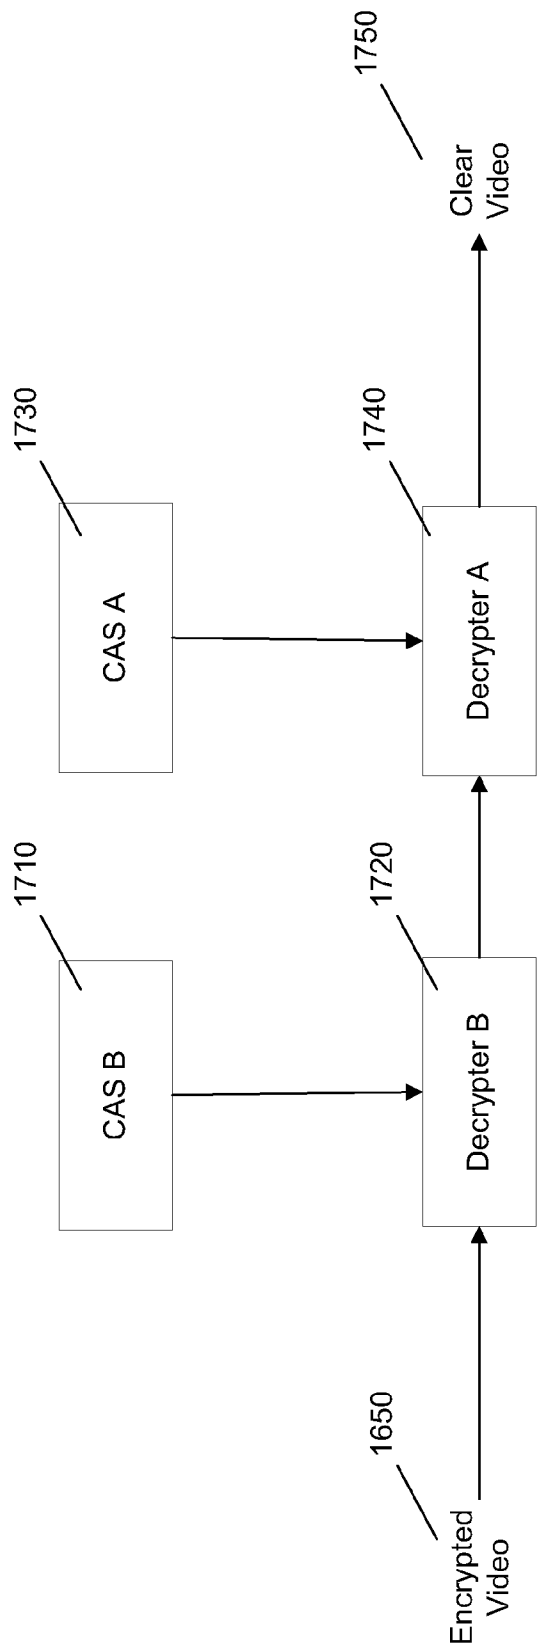 1710
CAS B
1730
CAS A
1650
Encrypted
Video
1720
Decrypter B
1740
Decrypter A
1750
Clear
Video